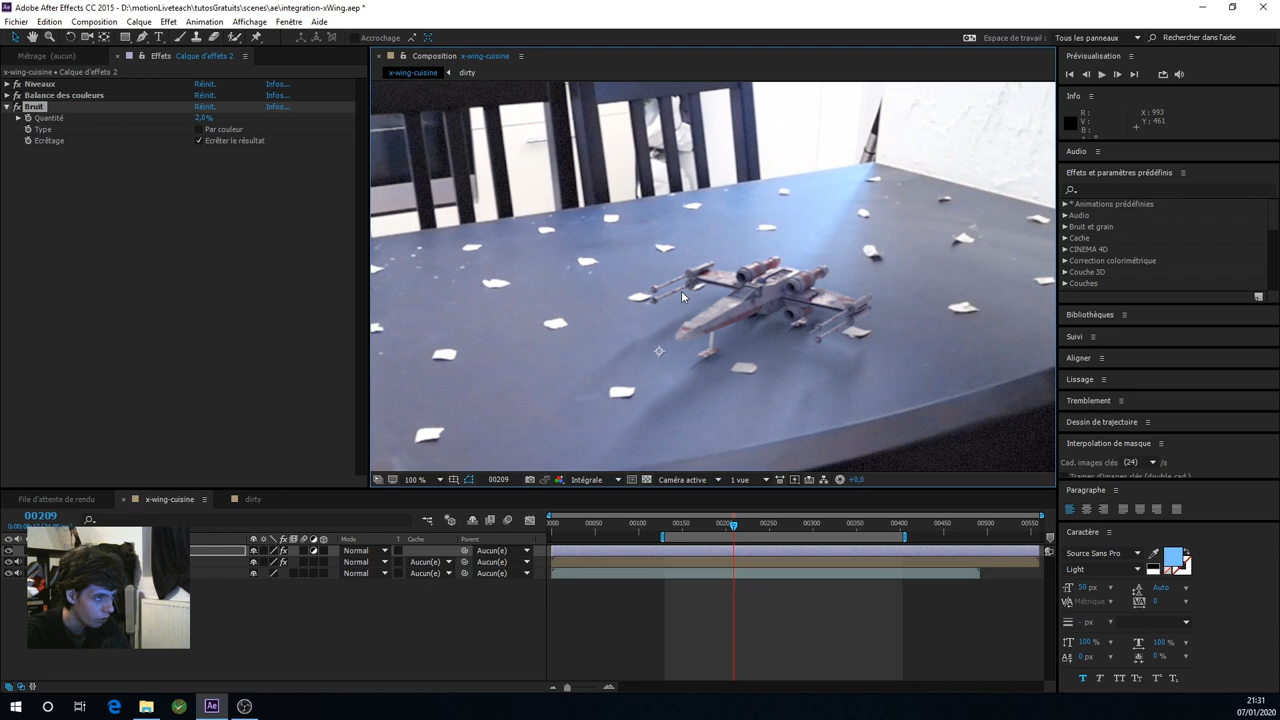 Adobe After Effects CC 2015 - D:\motionLiveteach\tutosGratuits\scenes\ae\integration-xWing.aep *
Fichier Edition Composition Calque Effet Animation Affichage Fenêtre Aide
Accrochage
Espace de travail : Tous les panneaux
Rechercher dans l'aide
Métrage (aucun)
Effets Calque d'effets 2
x-wing-cuisine • Calque d'effets 2
Niveaux Réinit. Infos...
Balance des couleurs Réinit. Infos...
Bruit Réinit. Infos...
Quantité 2,0%
Type Par couleur
Ecrêtage Ecrêter le résultat
Composition x-wing-cuisine
x-wing-cuisine dirty
100 % 00209 Intégrale Caméra active 1 vue +0,0
Prévisualisation
Info
R : X : 993
V : Y : 461
B :
Audio
Effets et paramètres prédéfinis
* Animations prédéfinies
Audio
Bruit et grain
Cache
CINEMA 4D
Correction colorimétrique
Couche 3D
Couches
Bibliothèques
Suivi
Aligner
Lissage
Tremblement
Dessin de trajectoire
Interpolation de masque
Cad. images clés (24) /s
Paragraphe
Caractère
Source Sans Pro
Light
50 px Auto
Métrique 0
- px
100 % 100 %
0 px 0 %
File d'attente de rendu x-wing-cuisine dirty
00209
Mode T Cache Parent
Normal Aucun(e)
Normal Aucun(e) Aucun(e)
Normal Aucun(e) Aucun(e)
00050 00100 00150 00250 00300 00350 00400 00450 00500 00550
21:31
07/01/2020